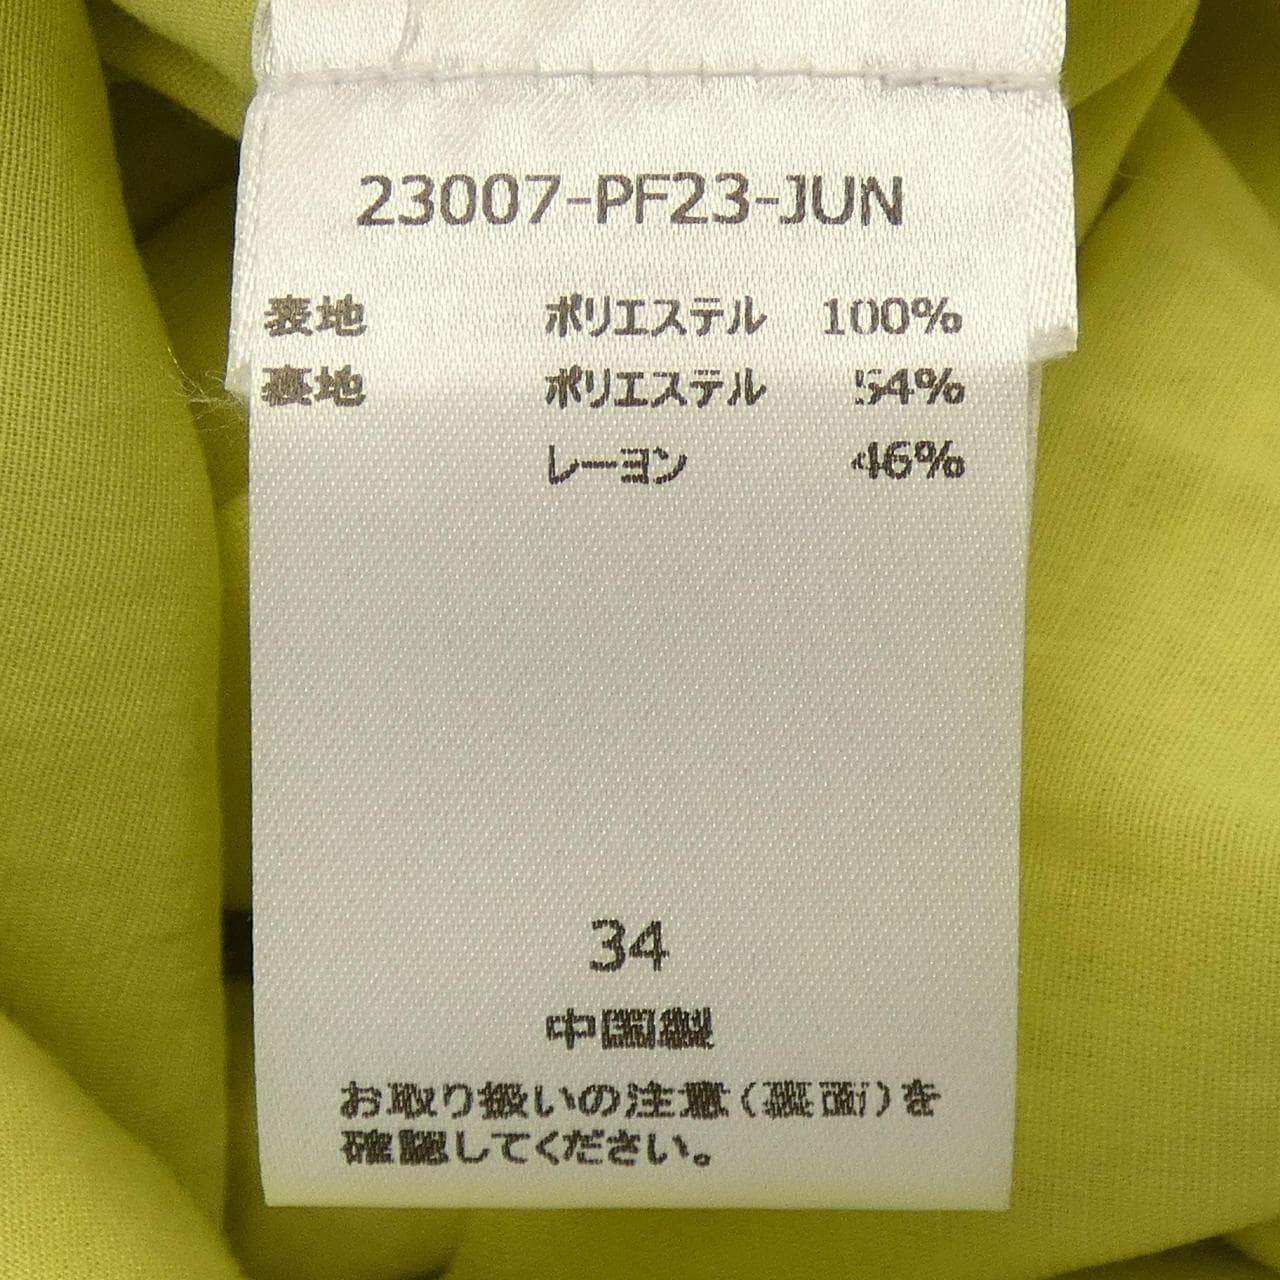 23007-PF23-JUN
表地 ポリエステル 100%
裏地 ポリエステル 54%
レーヨン 46%
34
中国製
お取り扱いの注意(裏面)を
確認してください。